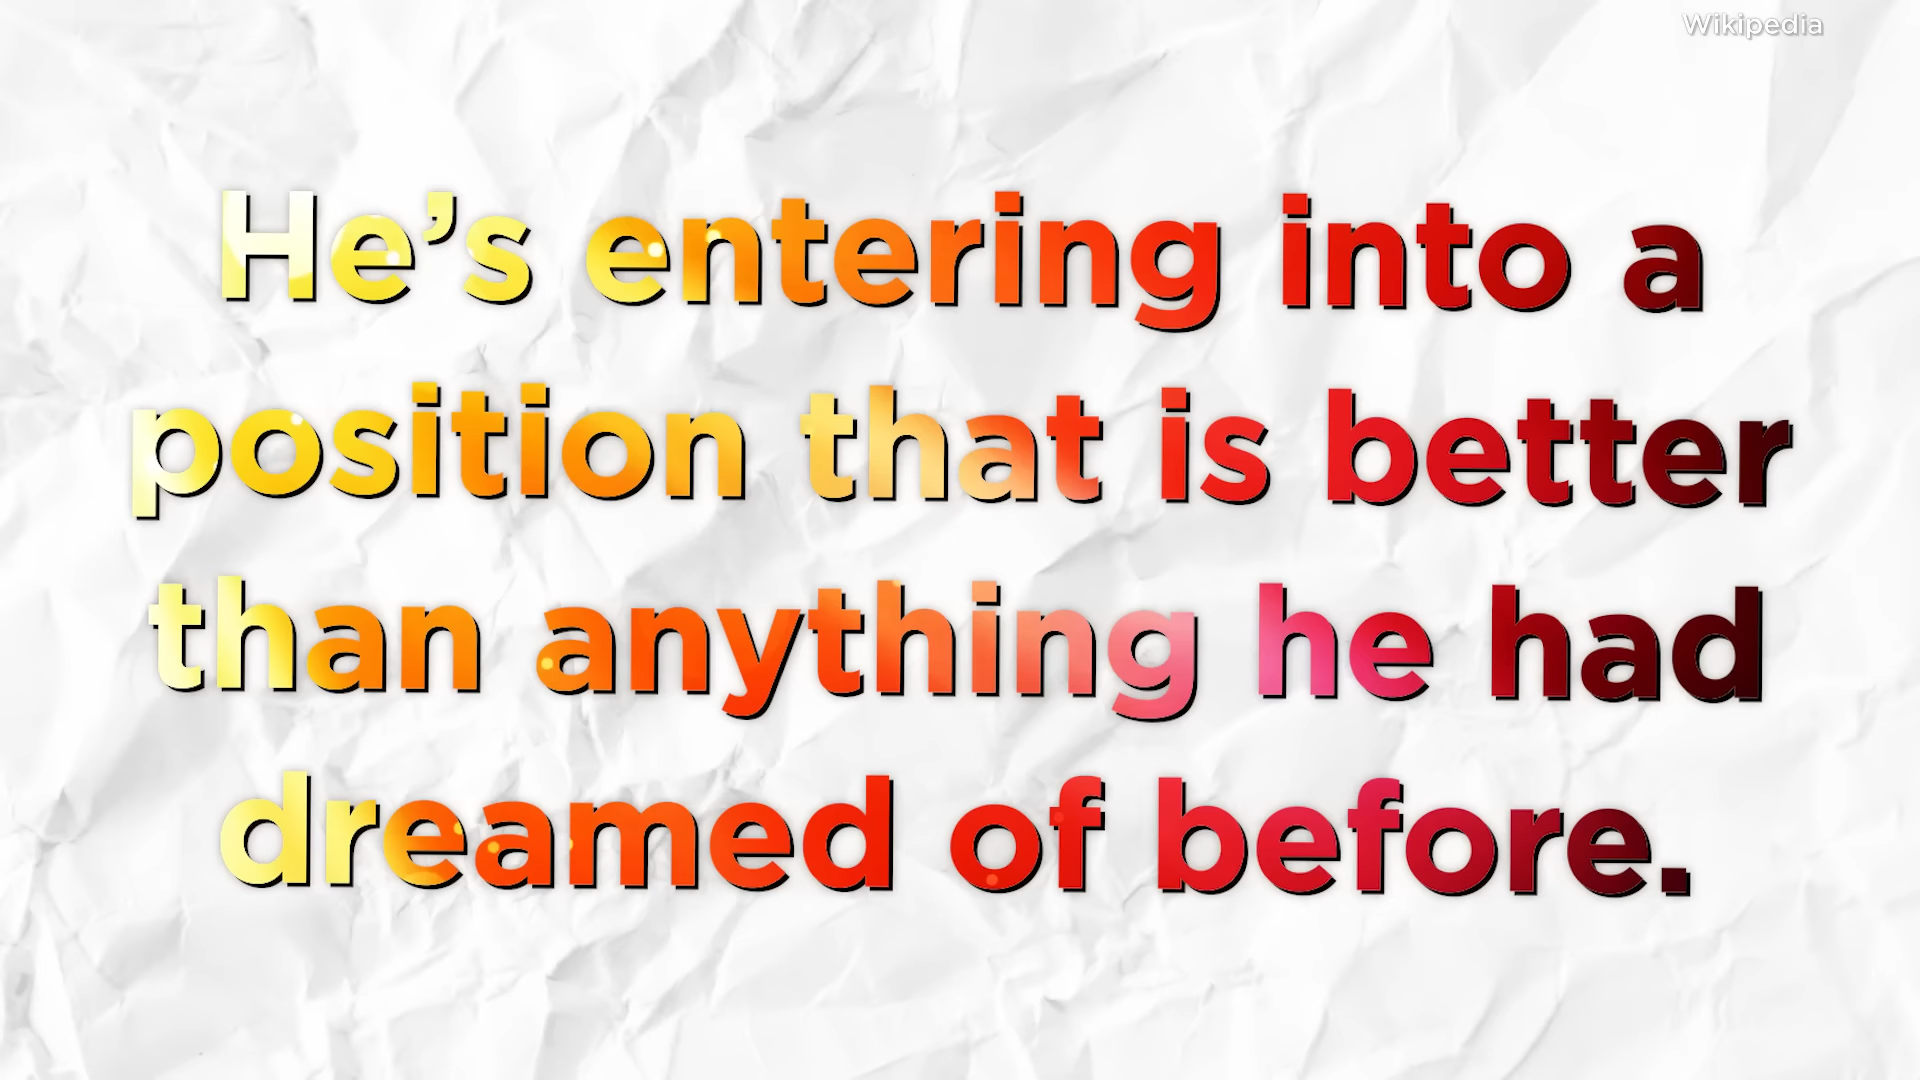 Wikipedia
He’s entering into a
position that is better
than anything he had
dreamed of before.